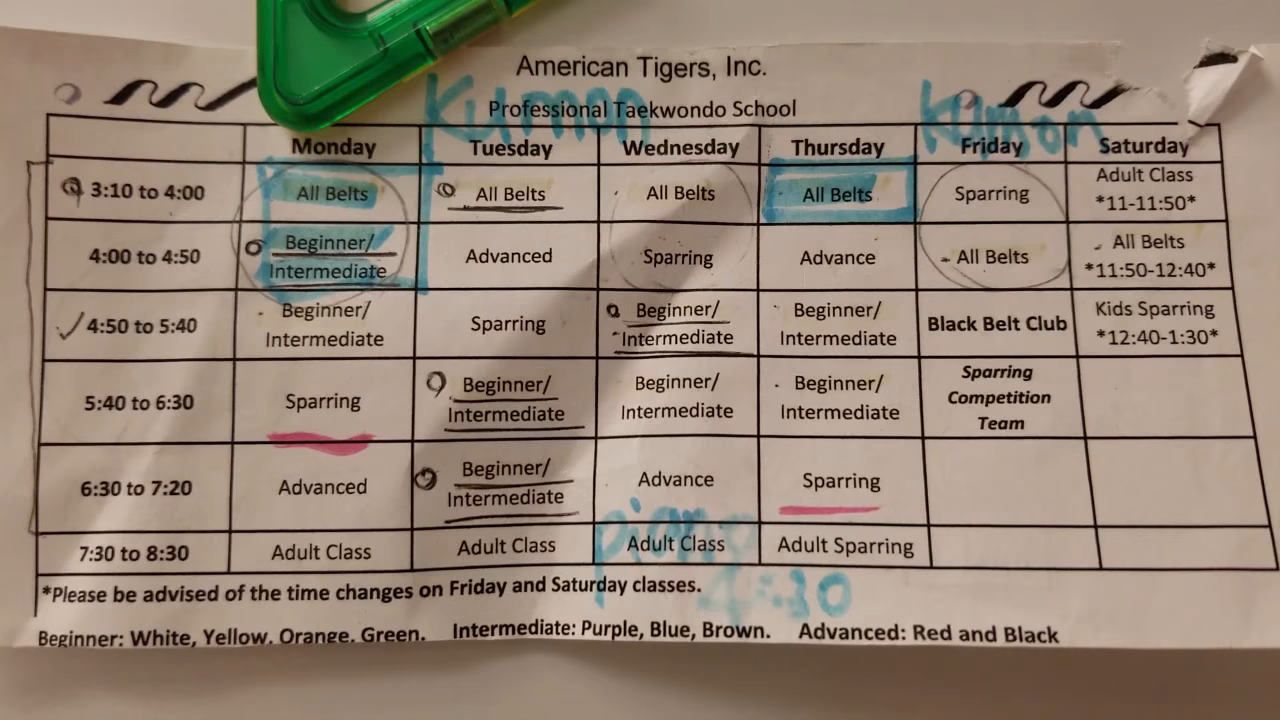 American Tigers, Inc.
Kumon
Professional Taekwondo School
Kumon
Monday Tuesday Wednesday Thursday Friday Saturday
3:10 to 4:00 All Belts All Belts All Belts All Belts Sparring Adult Class
*11-11:50*
4:00 to 4:50 Beginner/ Advanced Sparring Advance All Belts All Belts
Intermediate *11:50-12:40*
4:50 to 5:40 Beginner/ Sparring Beginner/ Beginner/ Black Belt Club Kids Sparring
Intermediate Intermediate Intermediate *12:40-1:30*
5:40 to 6:30 Sparring Beginner/ Beginner/ Beginner/ Sparring
Intermediate Intermediate Intermediate Competition
Team
6:30 to 7:20 Advanced Beginner/ Advance Sparring
Intermediate
piano
7:30 to 8:30 Adult Class Adult Class Adult Class Adult Sparring
4:30
*Please be advised of the time changes on Friday and Saturday classes.
Beginner: White, Yellow, Orange, Green. Intermediate: Purple, Blue, Brown. Advanced: Red and Black